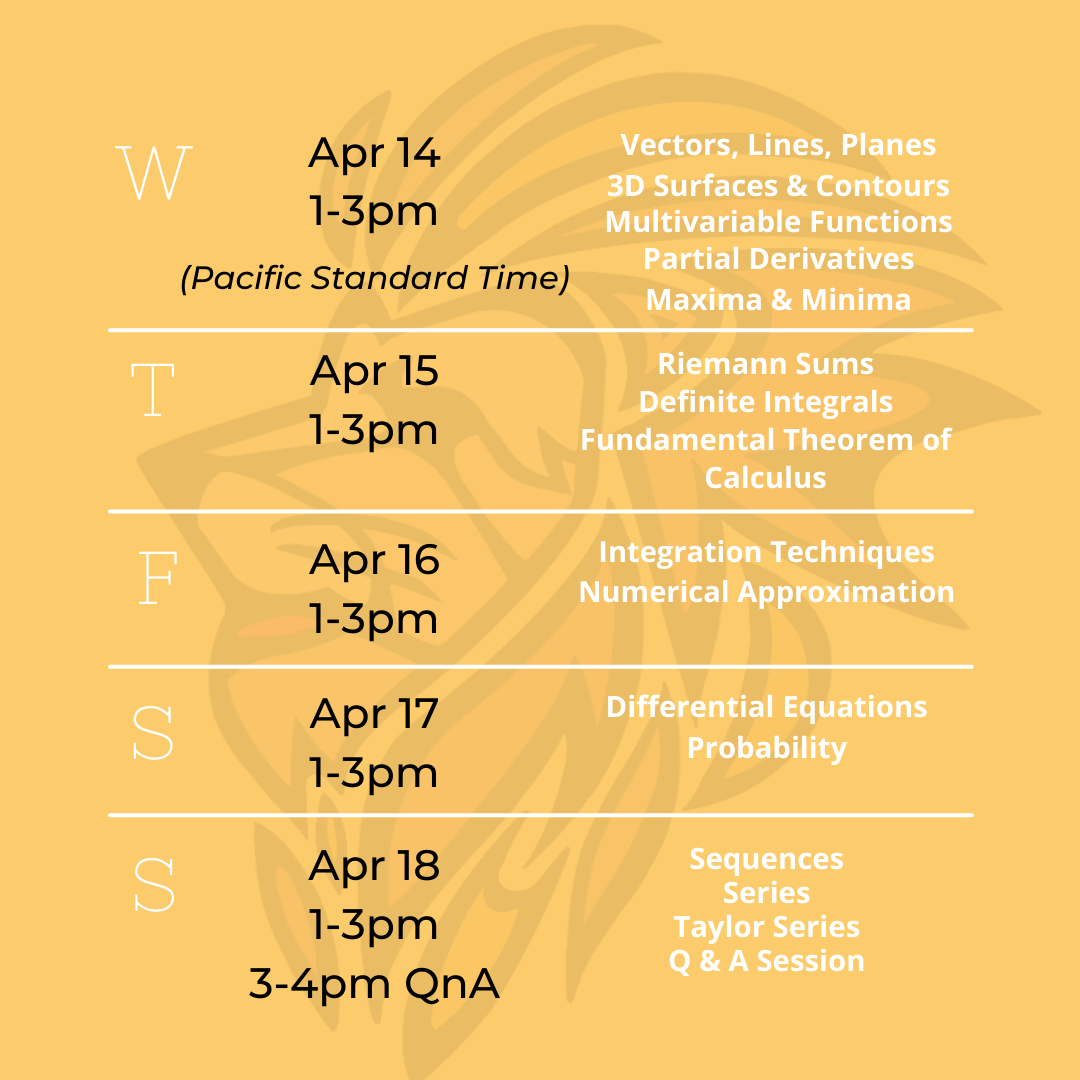 W
Apr 14
1-3pm
(Pacific Standard Time)
Vectors, Lines, Planes
3D Surfaces & Contours
Multivariable Functions
Partial Derivatives
Maxima & Minima
T
Apr 15
1-3pm
Riemann Sums
Definite Integrals
Fundamental Theorem of
Calculus
F
Apr 16
1-3pm
Integration Techniques
Numerical Approximation
S
Apr 17
1-3pm
Differential Equations
Probability
S
Apr 18
1-3pm
3-4pm QnA
Sequences
Series
Taylor Series
Q & A Session